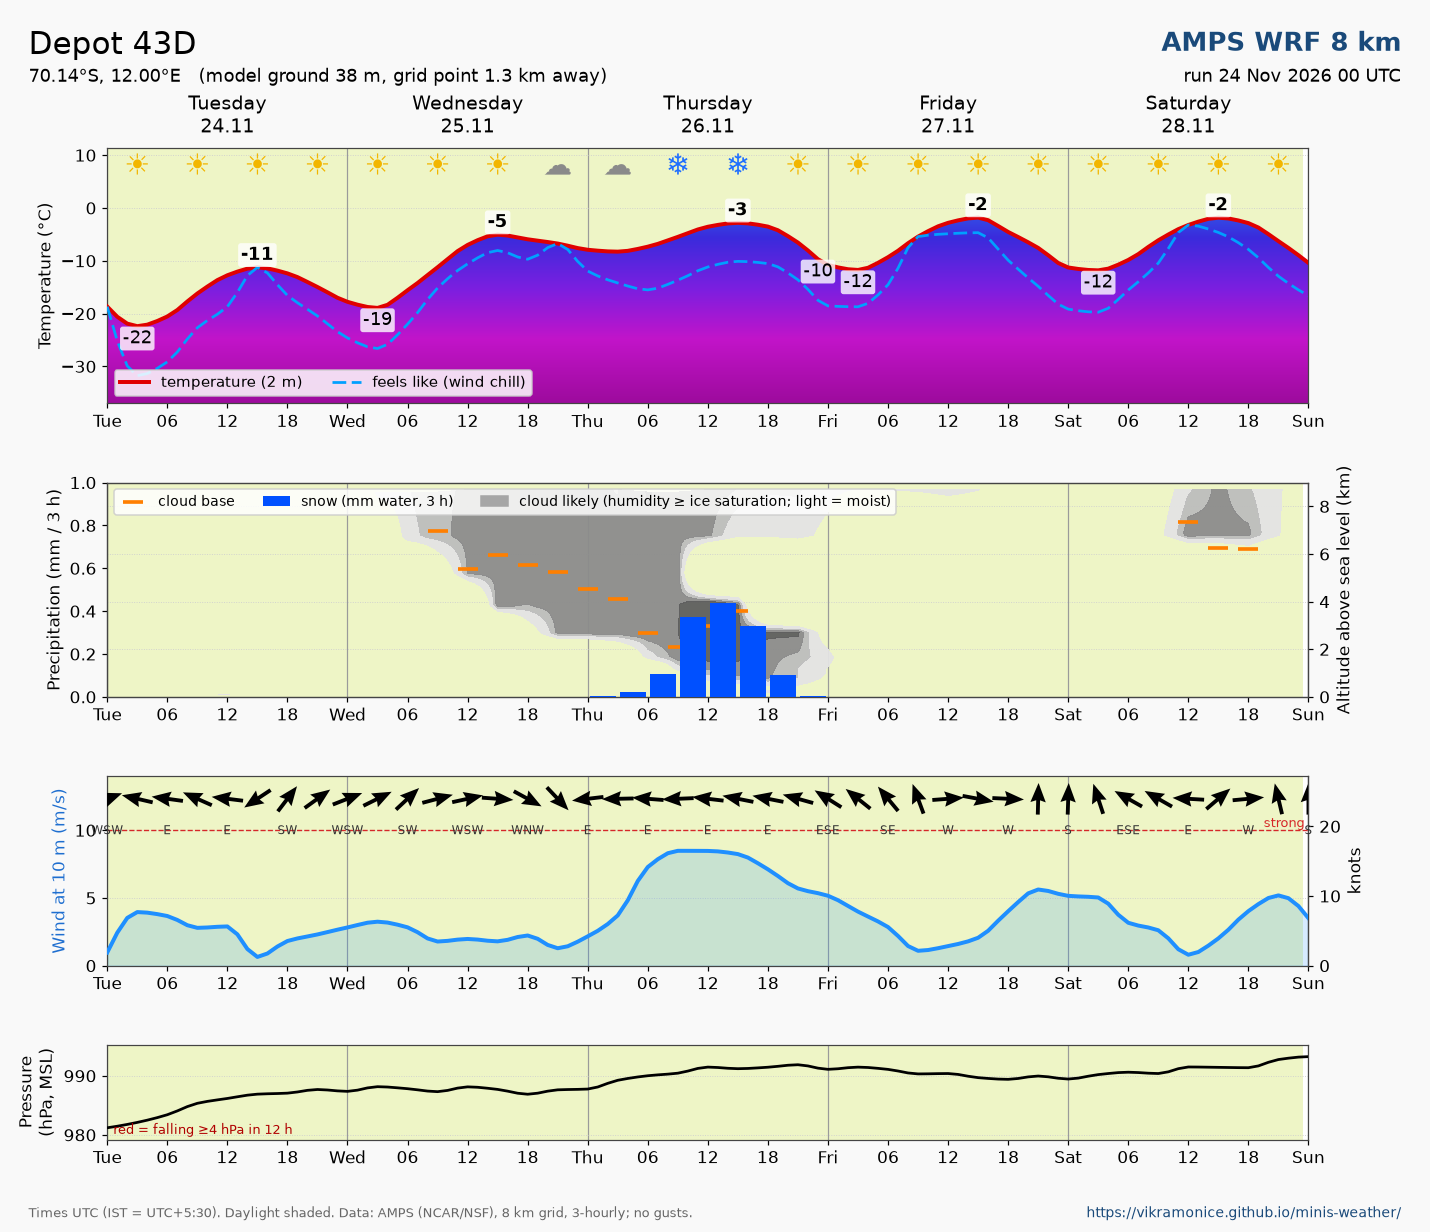 Depot 43D
AMPS WRF 8 km
70.14°S, 12.00°E (model ground 38 m, grid point 1.3 km away)
run 24 Nov 2026 00 UTC
Tuesday Wednesday Thursday Friday Saturday
24.11 25.11 26.11 27.11 28.11
Temperature (°C)
10
0
−10
−20
−30
-22 -11 -19 -5 -3 -10 -12 -2 -12 -2
temperature (2 m) feels like (wind chill)
Tue 06 12 18 Wed 06 12 18 Thu 06 12 18 Fri 06 12 18 Sat 06 12 18 Sun
Precipitation (mm / 3 h)
1.0
0.8
0.6
0.4
0.2
0.0
cloud base snow (mm water, 3 h) cloud likely (humidity ≥ ice saturation; light = moist)
8
6
4
2
0
Altitude above sea level (km)
Tue 06 12 18 Wed 06 12 18 Thu 06 12 18 Fri 06 12 18 Sat 06 12 18 Sun
Wind at 10 m (m/s)
10
5
0
WSW E E SW WSW SW WSW WNW E E E E ESE SE W W S ESE E W S
strong
20
10
0
knots
Tue 06 12 18 Wed 06 12 18 Thu 06 12 18 Fri 06 12 18 Sat 06 12 18 Sun
Pressure
(hPa, MSL)
990
980
red = falling ≥4 hPa in 12 h
Tue 06 12 18 Wed 06 12 18 Thu 06 12 18 Fri 06 12 18 Sat 06 12 18 Sun
Times UTC (IST = UTC+5:30). Daylight shaded. Data: AMPS (NCAR/NSF), 8 km grid, 3-hourly; no gusts.
https://vikramonice.github.io/minis-weather/